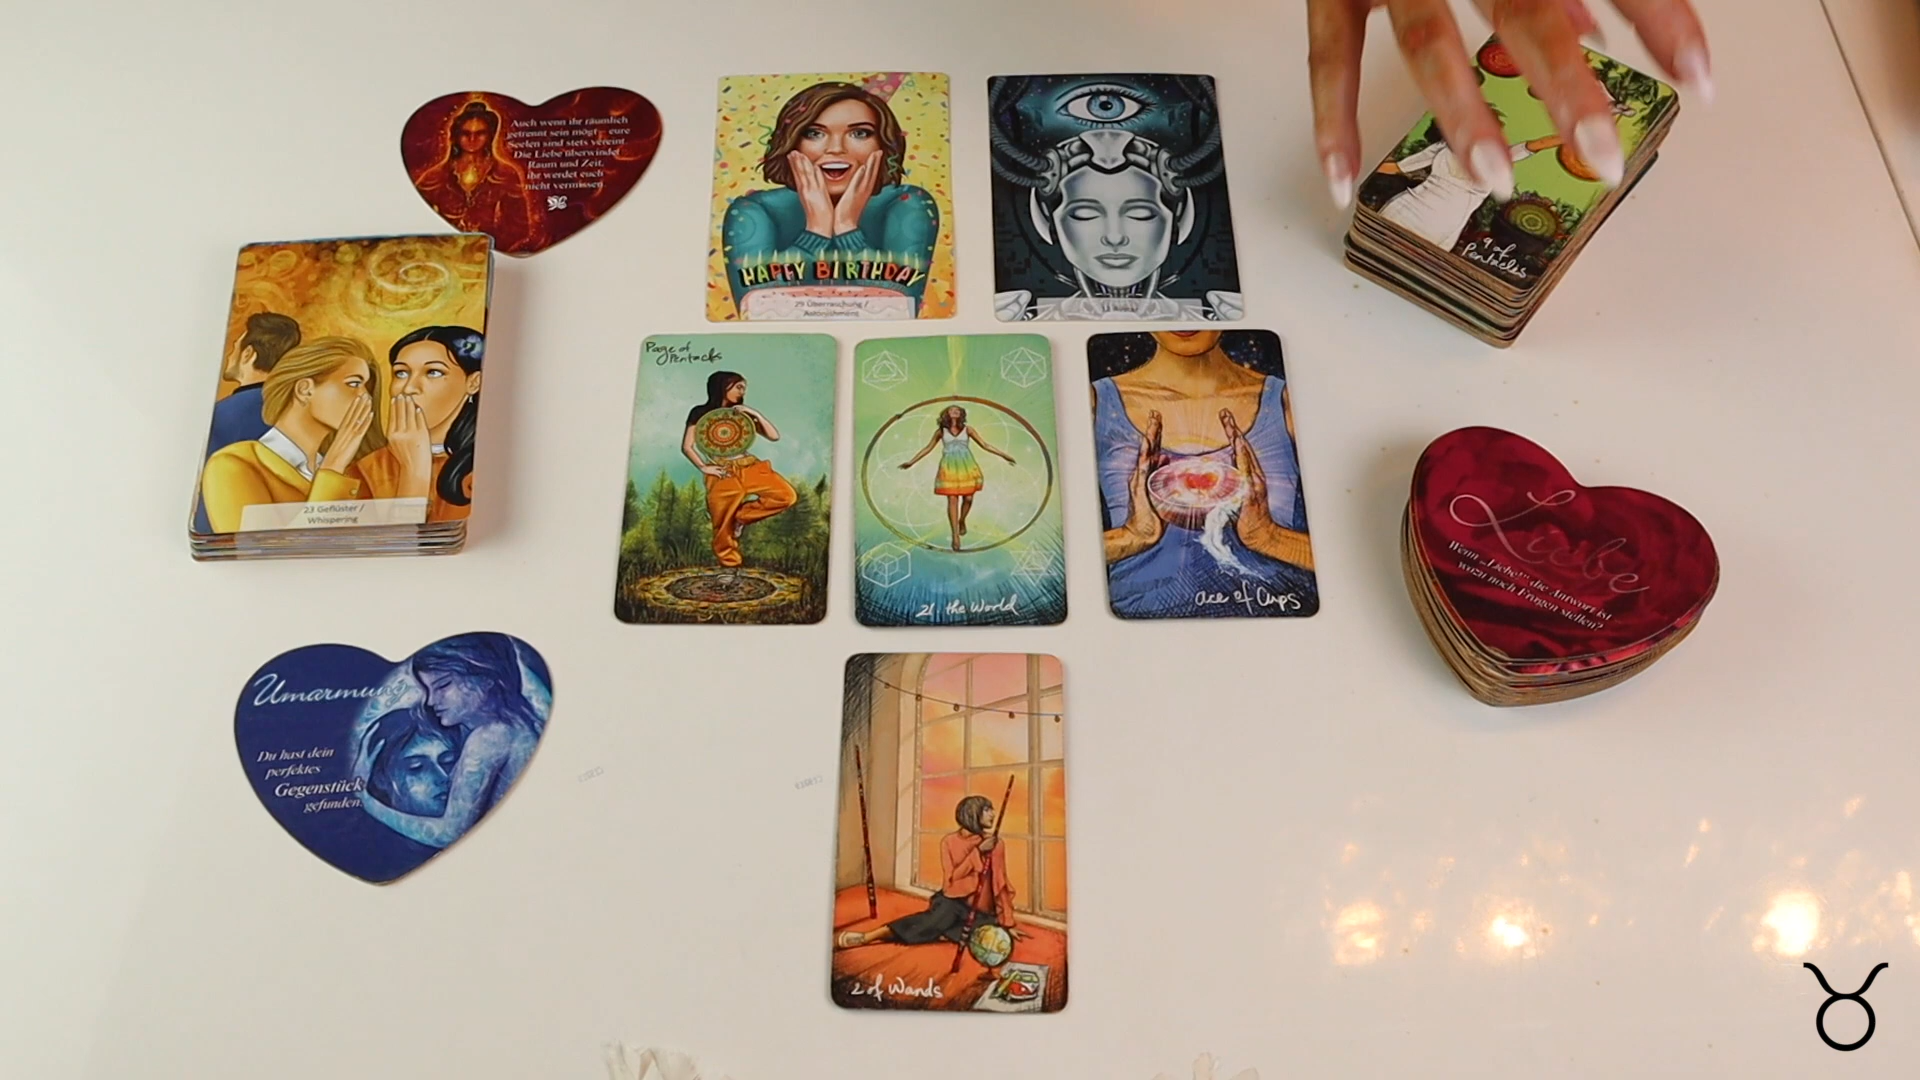 Auch wenn ihr räumlich
getrennt sein mögt – eure
Seelen sind stets vereint.
Die Liebe überwindet
Raum und Zeit,
ihr werdet euch
nicht vermissen.
HAPPY BIRTHDAY
29 Überraschung /
Astonishment
9 of
Pentacles
23 Geflüster /
Whispering
Page of
Pentacles
21. the World
ace of Cups
Liebe
Wenn „Liebe“ die Antwort ist
wozu noch Fragen stellen?
Umarmung
Du hast dein
perfektes
Gegenstück
gefunden.
2 of Wands